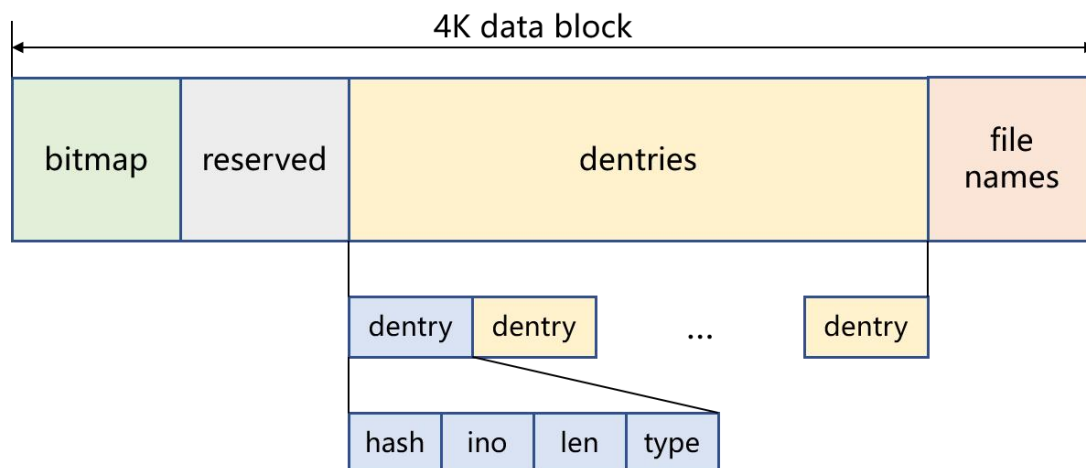 4K data block
bitmap
reserved
dentries
file
names
dentry
dentry
...
dentry
hash
ino
len
type